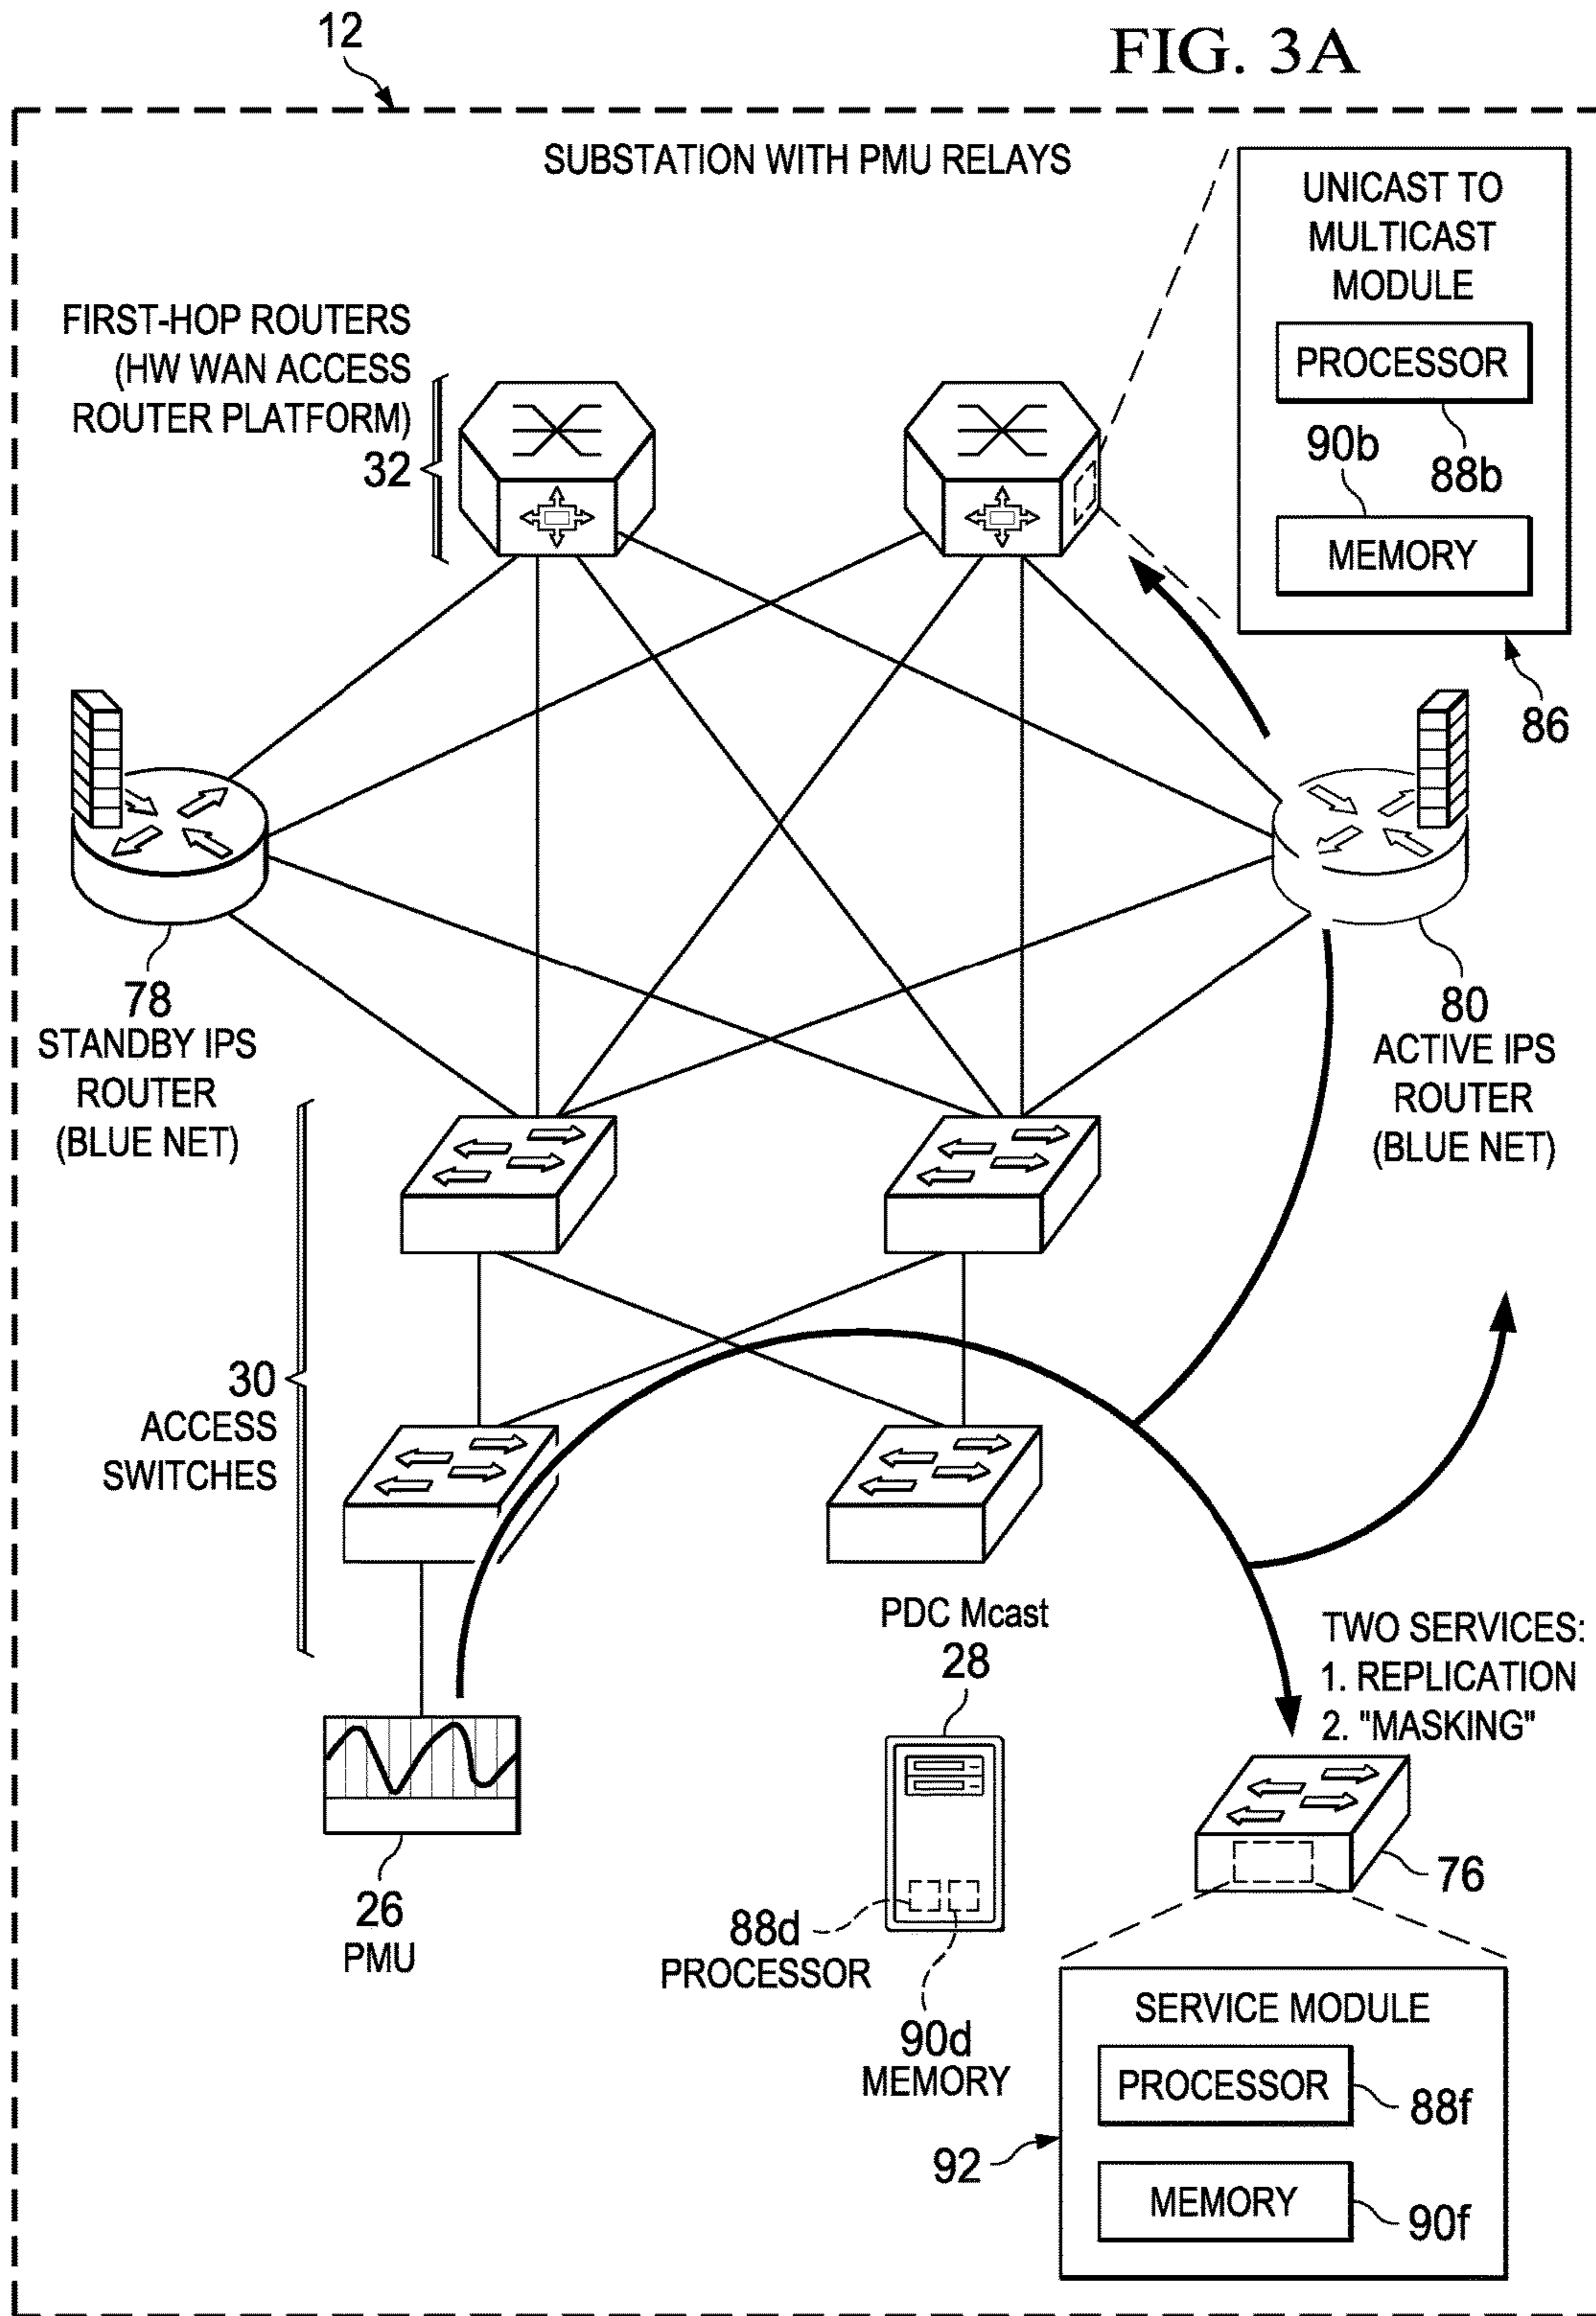 FIG. 3A
12
SUBSTATION WITH PMU RELAYS
UNICAST TO
MULTICAST
MODULE
PROCESSOR
90b
88b
MEMORY
86
FIRST-HOP ROUTERS
(HW WAN ACCESS
ROUTER PLATFORM)
32
78
STANDBY IPS
ROUTER
(BLUE NET)
80
ACTIVE IPS
ROUTER
(BLUE NET)
30
ACCESS
SWITCHES
PDC Mcast
28
TWO SERVICES:
1. REPLICATION
2. "MASKING"
26
PMU
88d
PROCESSOR
90d
MEMORY
76
SERVICE MODULE
PROCESSOR
88f
92
MEMORY
90f